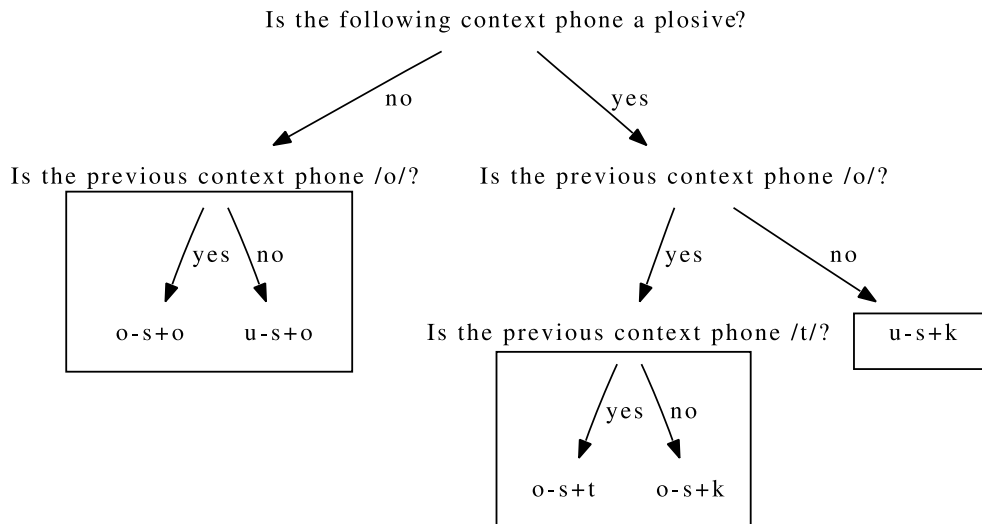 Is the following context phone a plosive?
no
yes
Is the previous context phone /o/?
Is the previous context phone /o/?
yes
no
yes
no
o-s+o
u-s+o
Is the previous context phone /t/?
u-s+k
yes
no
o-s+t
o-s+k